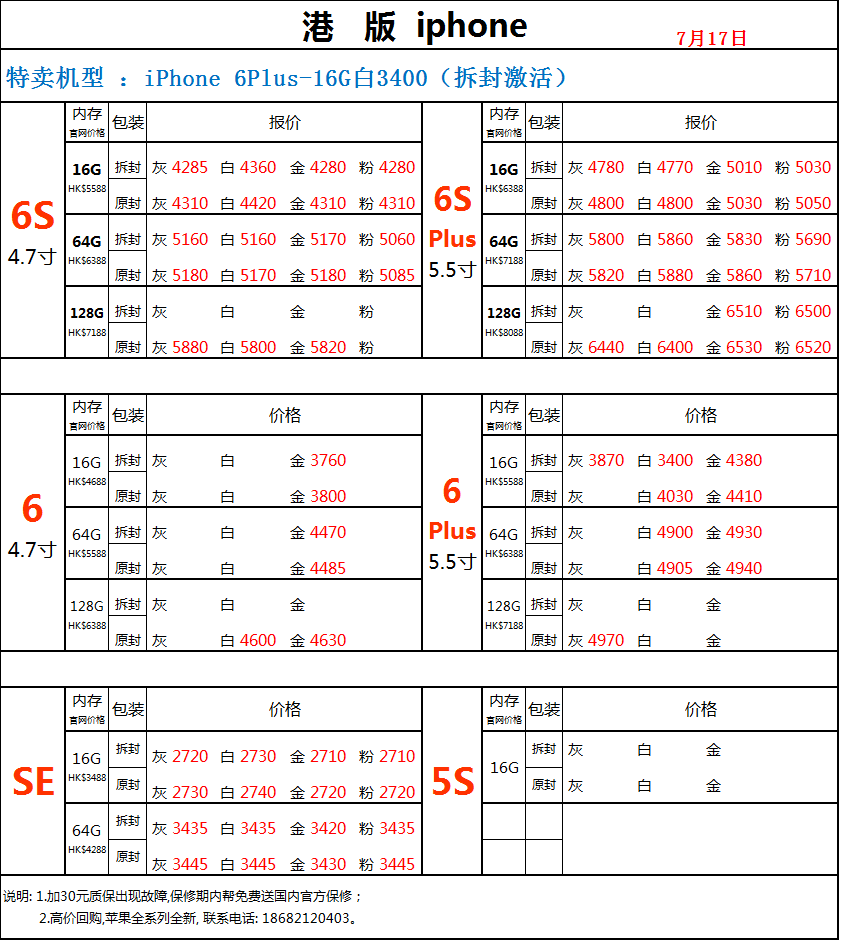 港 版 iphone
7月17日
特卖机型 ：iPhone 6Plus-16G白3400（拆封激活）
6S
4.7寸
内存
官网价格
包装
报价
16G
HK$5588
拆封 灰 4285 白 4360 金 4280 粉 4280
原封 灰 4310 白 4420 金 4310 粉 4310
64G
HK$6388
拆封 灰 5160 白 5160 金 5170 粉 5060
原封 灰 5180 白 5170 金 5180 粉 5085
128G
HK$7188
拆封 灰 白 金 粉
原封 灰 5880 白 5800 金 5820 粉
6S
Plus
5.5寸
内存
官网价格
包装
报价
16G
HK$6388
拆封 灰 4780 白 4770 金 5010 粉 5030
原封 灰 4800 白 4800 金 5030 粉 5050
64G
HK$7188
拆封 灰 5800 白 5860 金 5830 粉 5690
原封 灰 5820 白 5880 金 5860 粉 5710
128G
HK$8088
拆封 灰 白 金 6510 粉 6500
原封 灰 6440 白 6400 金 6530 粉 6520
6
4.7寸
内存
官网价格
包装
价格
16G
HK$4688
拆封 灰 白 金 3760
原封 灰 白 金 3800
64G
HK$5588
拆封 灰 白 金 4470
原封 灰 白 金 4485
128G
HK$6388
拆封 灰 白 金
原封 灰 白 4600 金 4630
6
Plus
5.5寸
内存
官网价格
包装
价格
16G
HK$5588
拆封 灰 3870 白 3400 金 4380
原封 灰 白 4030 金 4410
64G
HK$6388
拆封 灰 白 4900 金 4930
原封 灰 白 4905 金 4940
128G
HK$7188
拆封 灰 白 金
原封 灰 4970 白 金
SE
内存
官网价格
包装
价格
16G
HK$3488
拆封 灰 2720 白 2730 金 2710 粉 2710
原封 灰 2730 白 2740 金 2720 粉 2720
64G
HK$4288
拆封 灰 3435 白 3435 金 3420 粉 3435
原封 灰 3445 白 3445 金 3430 粉 3445
5S
内存
官网价格
包装
价格
16G
拆封 灰 白 金
原封 灰 白 金
说明: 1.加30元质保出现故障,保修期内帮免费送国内官方保修；
2.高价回购,苹果全系列全新, 联系电话: 18682120403。